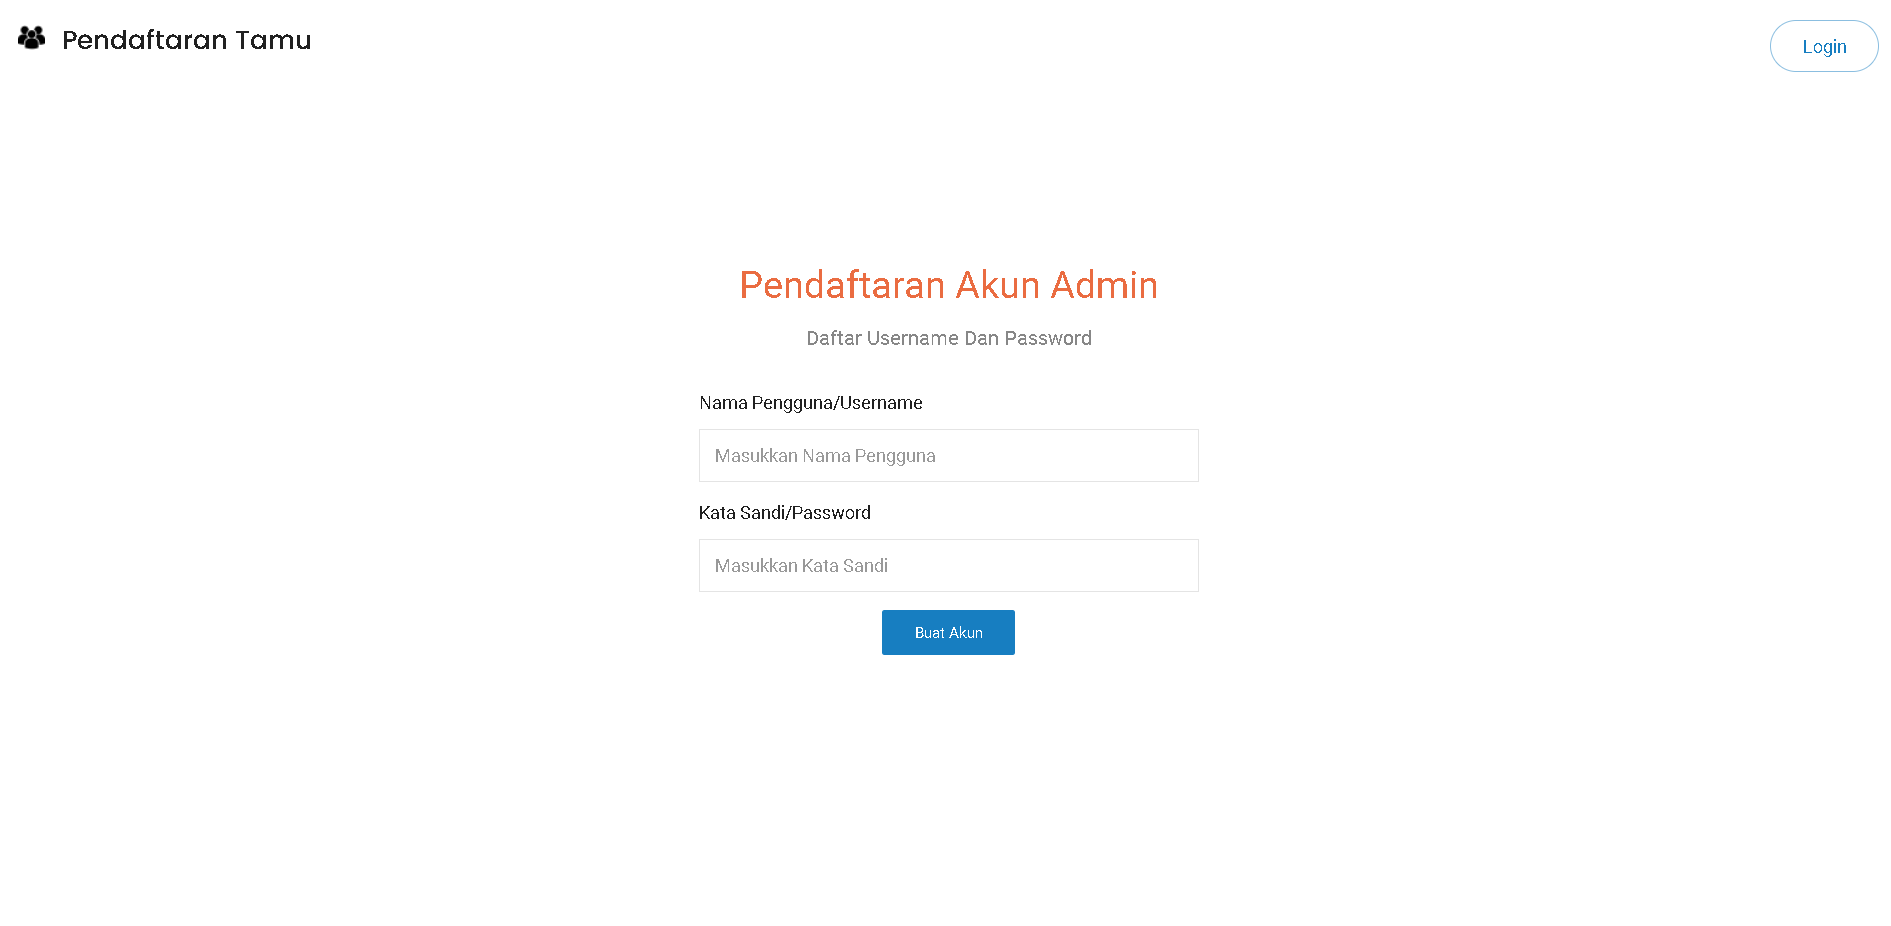 Pendaftaran Tamu
Login
Pendaftaran Akun Admin
Daftar Username Dan Password
Nama Pengguna/Username
Masukkan Nama Pengguna
Kata Sandi/Password
Masukkan Kata Sandi
Buat Akun